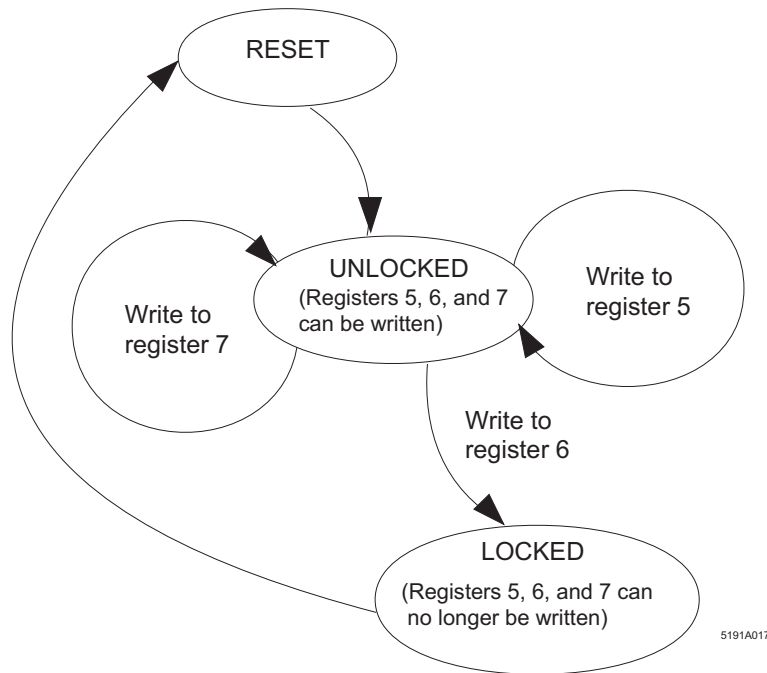 RESET
UNLOCKED
(Registers 5, 6, and 7
can be written)
Write to
register 7
Write to
register 5
Write to
register 6
LOCKED
(Registers 5, 6, and 7 can
no longer be written)
5191A017